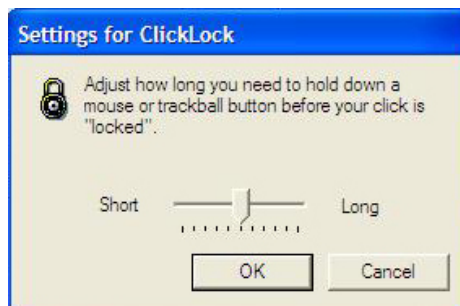 Settings for ClickLock
Adjust how long you need to hold down a
mouse or trackball button before your click is
"locked".
Short Long
OK Cancel